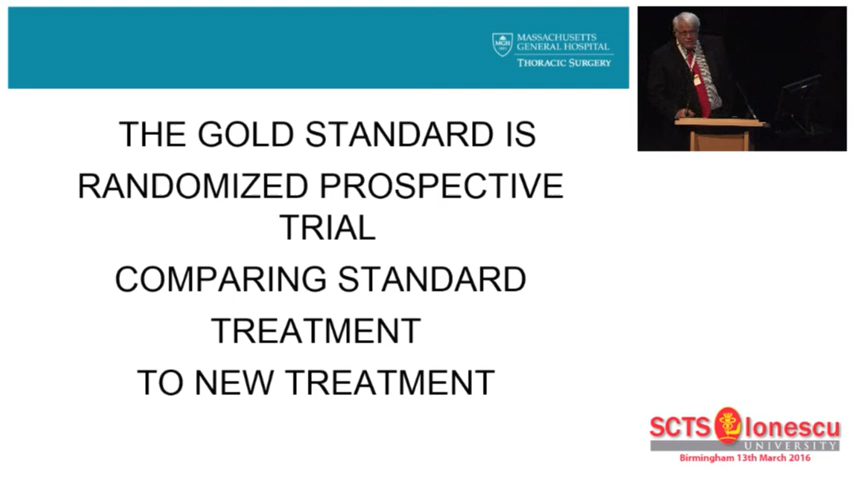 MASSACHUSETTS
GENERAL HOSPITAL
THORACIC SURGERY
THE GOLD STANDARD IS
RANDOMIZED PROSPECTIVE
TRIAL
COMPARING STANDARD
TREATMENT
TO NEW TREATMENT
SCTS Ionescu
UNIVERSITY
Birmingham 13th March 2016